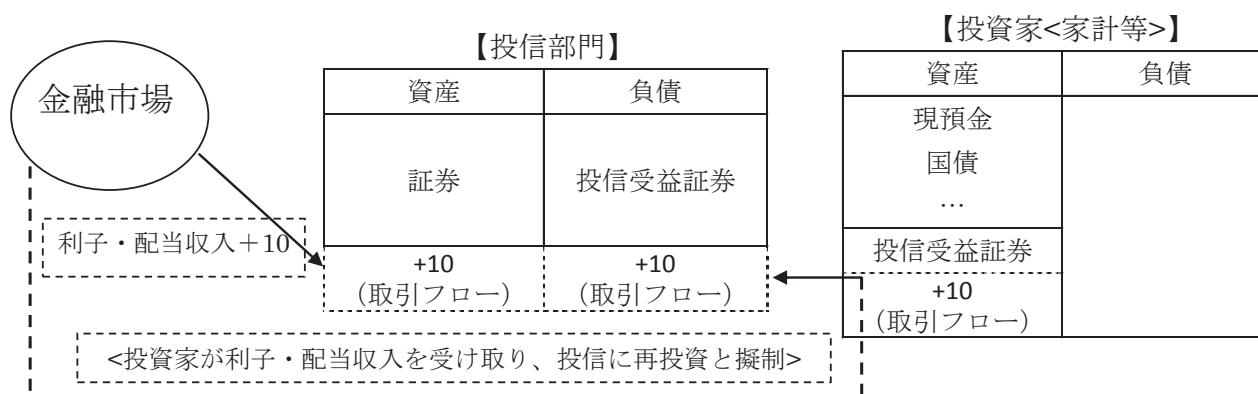 金融市場
利子・配当収入＋10
【投信部門】
資産 負債
証券 投信受益証券
+10 +10
（取引フロー） （取引フロー）
【投資家<家計等>】
資産 負債
現預金
国債
…
投信受益証券
+10
（取引フロー）
<投資家が利子・配当収入を受け取り、投信に再投資と擬制>